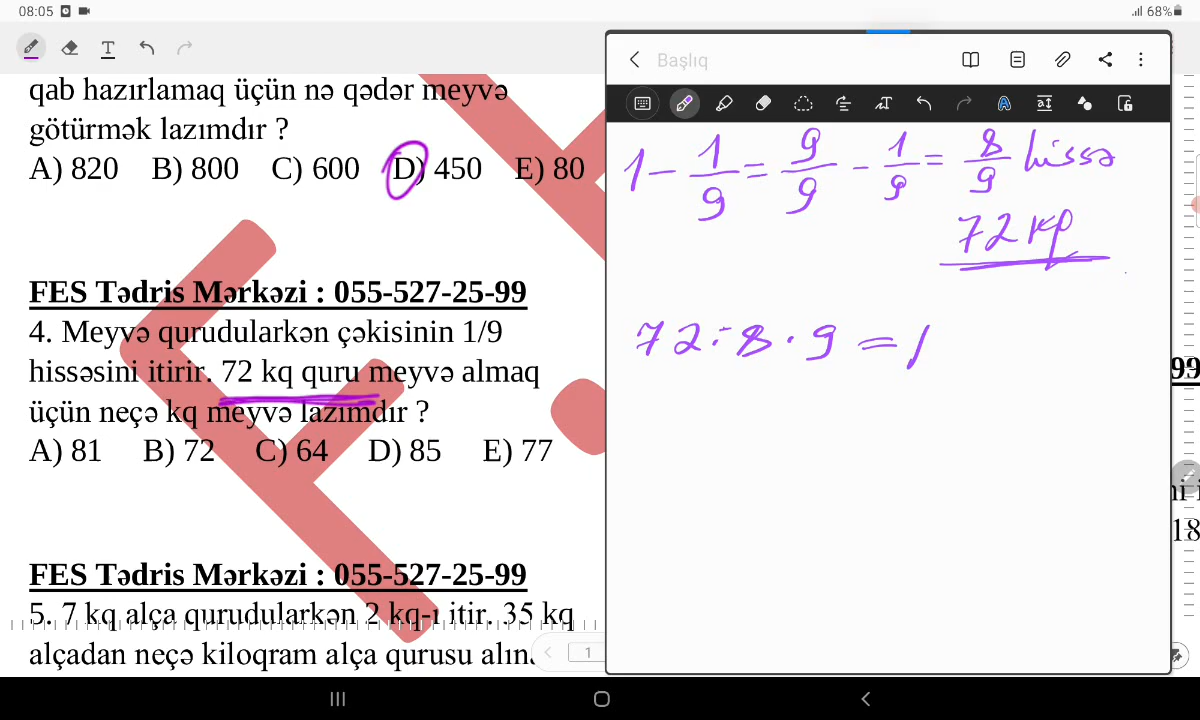 08:05
68%
qab hazırlamaq üçün nə qədər meyvə
götürmək lazımdır ?
A) 820 B) 800 C) 600 D) 450 E) 80
FES Tədris Mərkəzi : 055-527-25-99
4. Meyvə qurudularkən çəkisinin 1/9
hissəsini itirir. 72 kq quru meyvə almaq
üçün neçə kq meyvə lazımdır ?
A) 81 B) 72 C) 64 D) 85 E) 77
FES Tədris Mərkəzi : 055-527-25-99
5. 7 kq alça qurudularkən 2 kq-ı itir. 35 kq
alçadan neçə kiloqram alça qurusu alın
1
Başlıq
1 - 1/9 = 9/9 - 1/9 = 8/9 hissə
72 kq
72 : 8 · 9 = 1
99
18